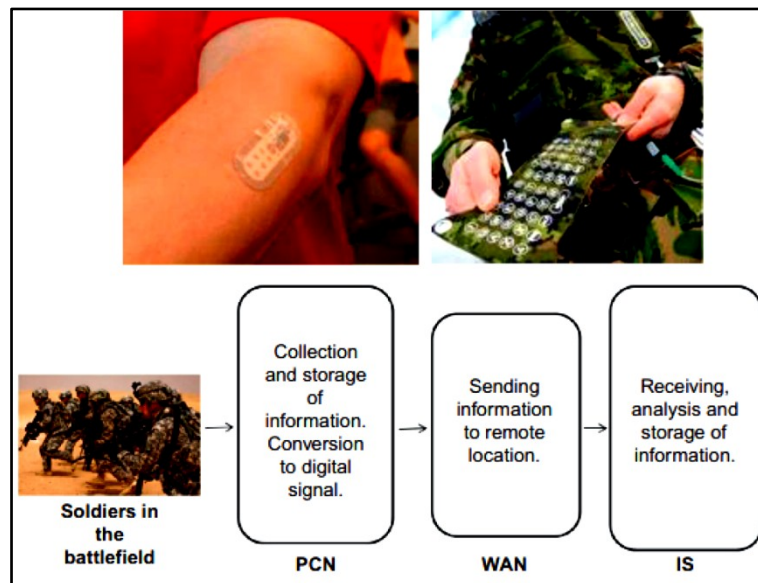 Collection
and storage
of
information.
Conversion
to digital
signal.
Sending
information
to remote
location.
Receiving,
analysis and
storage of
information.
Soldiers in
the
battlefield
PCN
WAN
IS